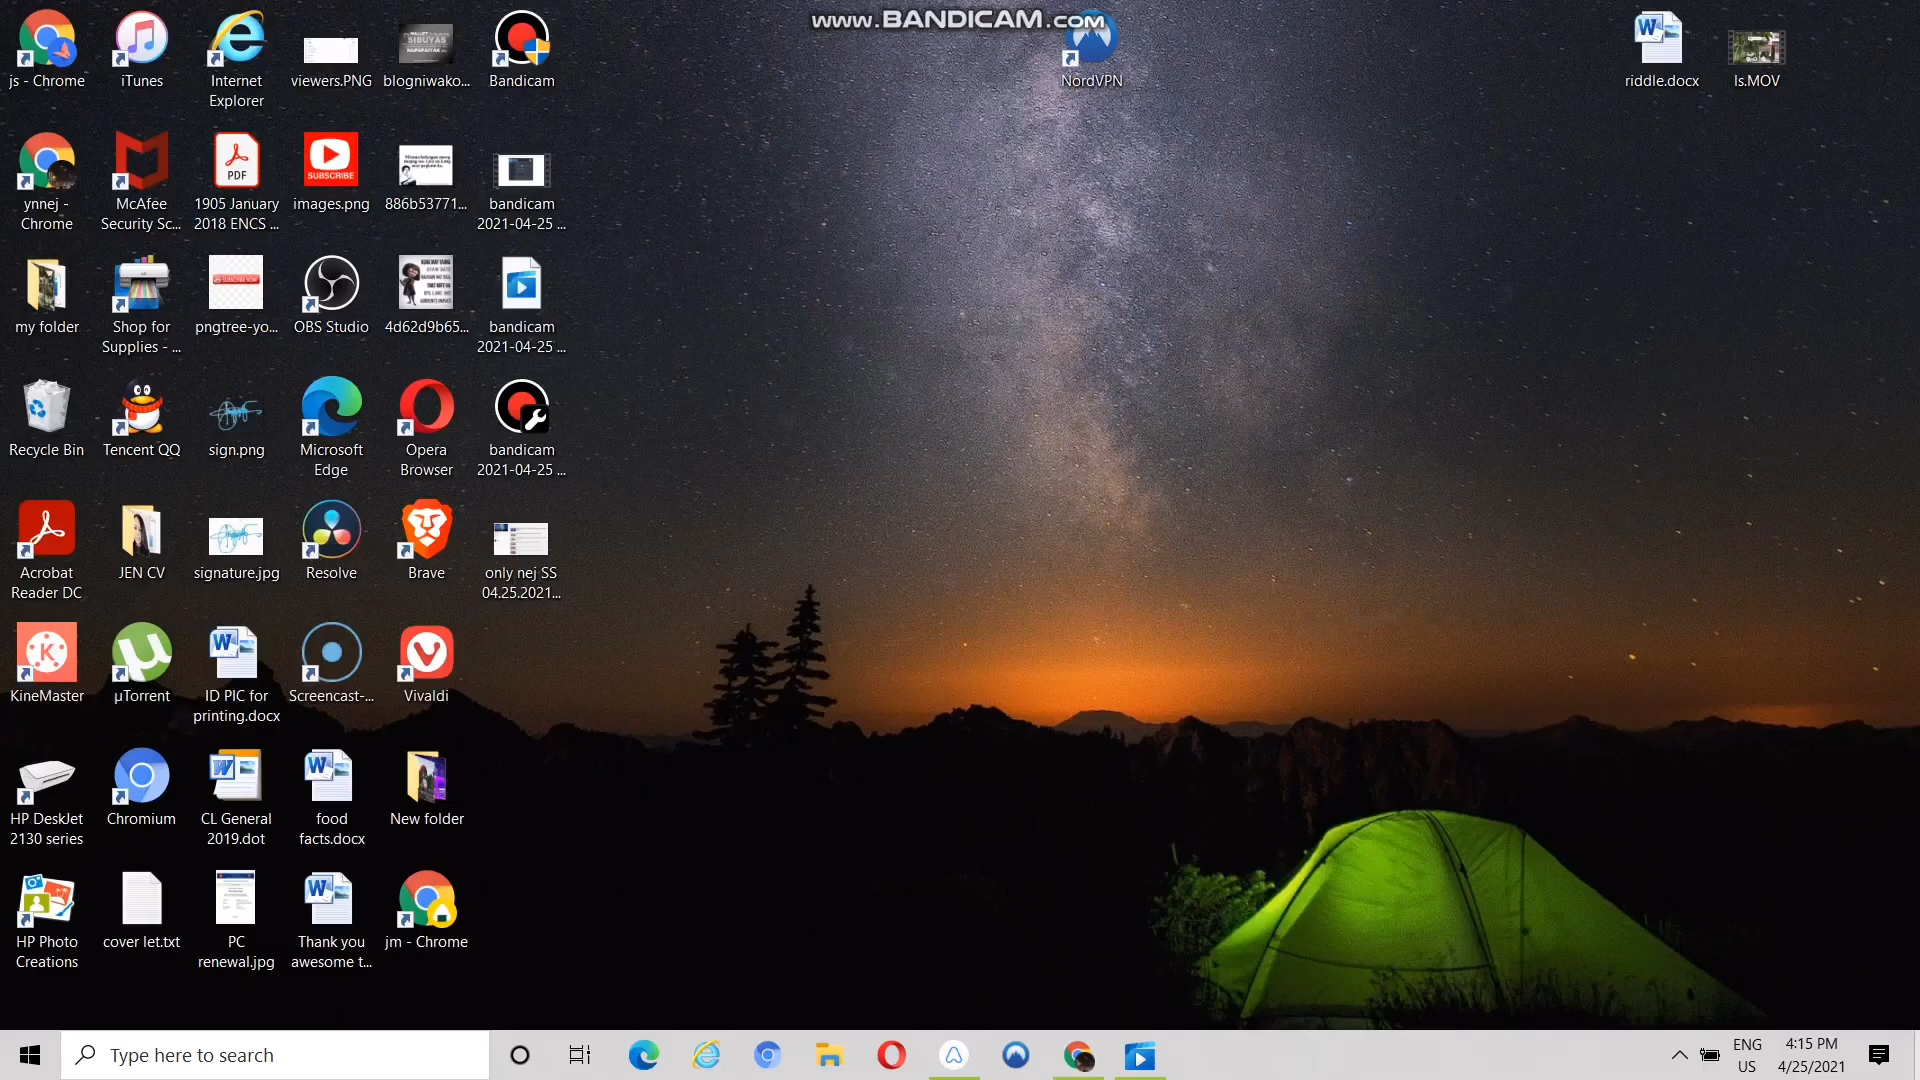 www.BANDICAM.com
js - Chrome
iTunes
Internet
Explorer
viewers.PNG
blogniwako...
Bandicam
NordVPN
riddle.docx
ls.MOV
ynnej -
Chrome
McAfee
Security Sc...
PDF
1905 January
2018 ENCS ...
SUBSCRIBE
images.png
886b53771...
bandicam
2021-04-25 ...
my folder
Shop for
Supplies - ...
SUBSCRIBE NOW
pngtree-yo...
OBS Studio
4d62d9b65...
bandicam
2021-04-25 ...
Recycle Bin
Tencent QQ
sign.png
Microsoft
Edge
Opera
Browser
bandicam
2021-04-25 ...
Acrobat
Reader DC
JEN CV
signature.jpg
Resolve
Brave
only nej SS
04.25.2021...
KineMaster
µTorrent
ID PIC for
printing.docx
Screencast-...
Vivaldi
HP DeskJet
2130 series
Chromium
CL General
2019.dot
food
facts.docx
New folder
HP Photo
Creations
cover let.txt
PC
renewal.jpg
Thank you
awesome t...
jm - Chrome
Type here to search
ENG
US
4:15 PM
4/25/2021